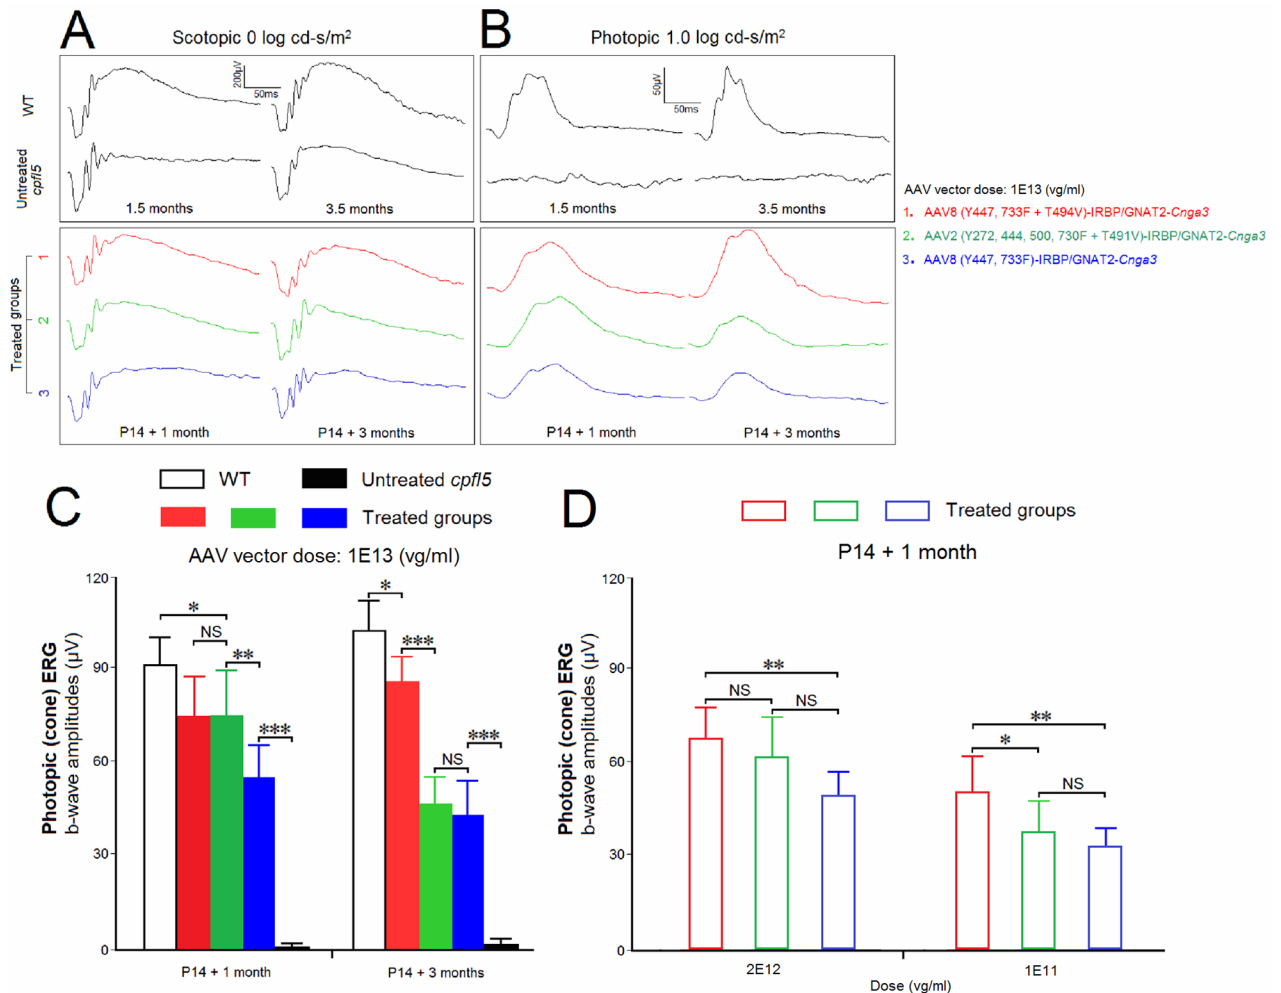 A
Scotopic 0 log cd-s/m²
B
Photopic 1.0 log cd-s/m²
WT
200μV
50ms
50μV
50ms
Untreated
cpfl5
1.5 months
3.5 months
1.5 months
3.5 months
AAV vector dose: 1E13 (vg/ml)
1. AAV8 (Y447, 733F + T494V)-IRBP/GNAT2-Cnga3
2. AAV2 (Y272, 444, 500, 730F + T491V)-IRBP/GNAT2-Cnga3
3. AAV8 (Y447, 733F)-IRBP/GNAT2-Cnga3
Treated groups
1
2
3
P14 + 1 month
P14 + 3 months
P14 + 1 month
P14 + 3 months
C
WT
Untreated cpfl5
Treated groups
AAV vector dose: 1E13 (vg/ml)
Photopic (cone) ERG
b-wave amplitudes (μV)
120
90
60
30
0
*
NS
**
***
*
***
NS
***
P14 + 1 month
P14 + 3 months
D
Treated groups
P14 + 1 month
Photopic (cone) ERG
b-wave amplitudes (μV)
120
90
60
30
0
**
NS
NS
**
*
NS
2E12
1E11
Dose (vg/ml)